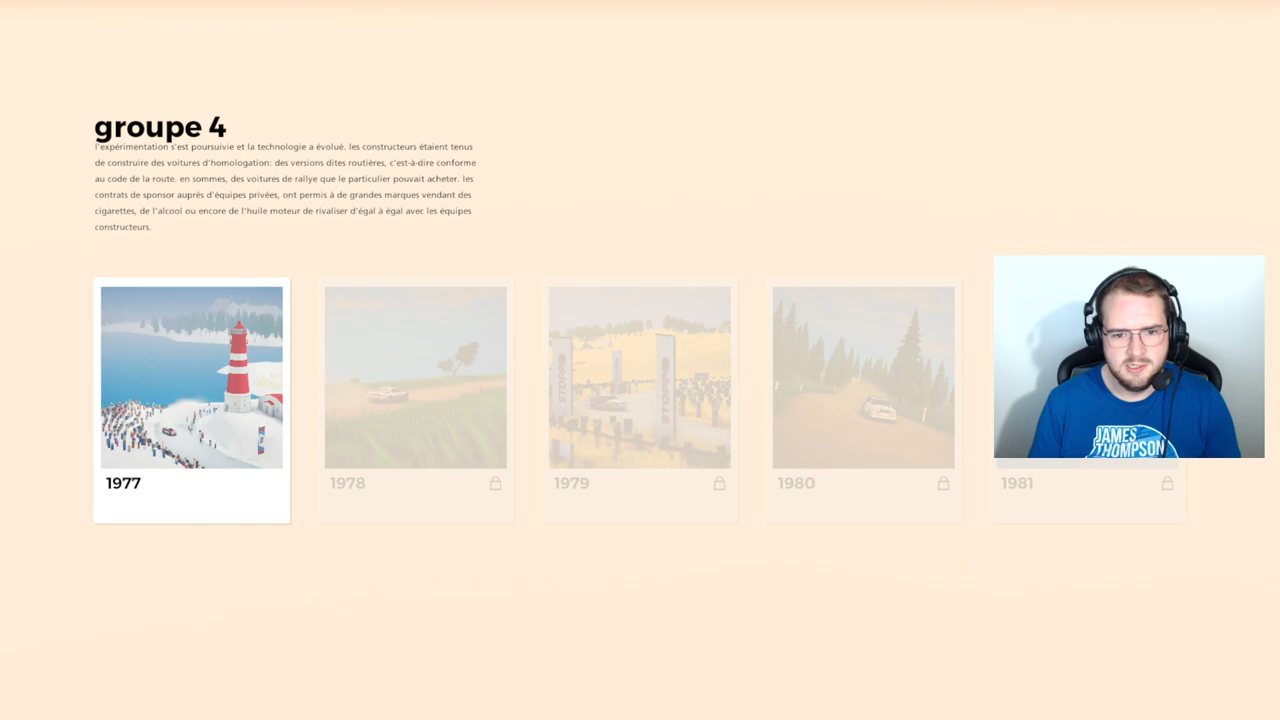 groupe 4
l'expérimentation s'est poursuivie et la technologie a évolué. les constructeurs étaient tenus
de construire des voitures d'homologation: des versions dites routières, c'est-à-dire conforme
au code de la route. en sommes, des voitures de rallye que le particulier pouvait acheter. les
contrats de sponsor auprès d'équipes privées, ont permis à de grandes marques vendant des
cigarettes, de l'alcool ou encore de l'huile moteur de rivaliser d'égal à égal avec les équipes
constructeurs.
STOPP
STOPP
JAMES
THOMPSON
1977
1978
1979
1980
1981